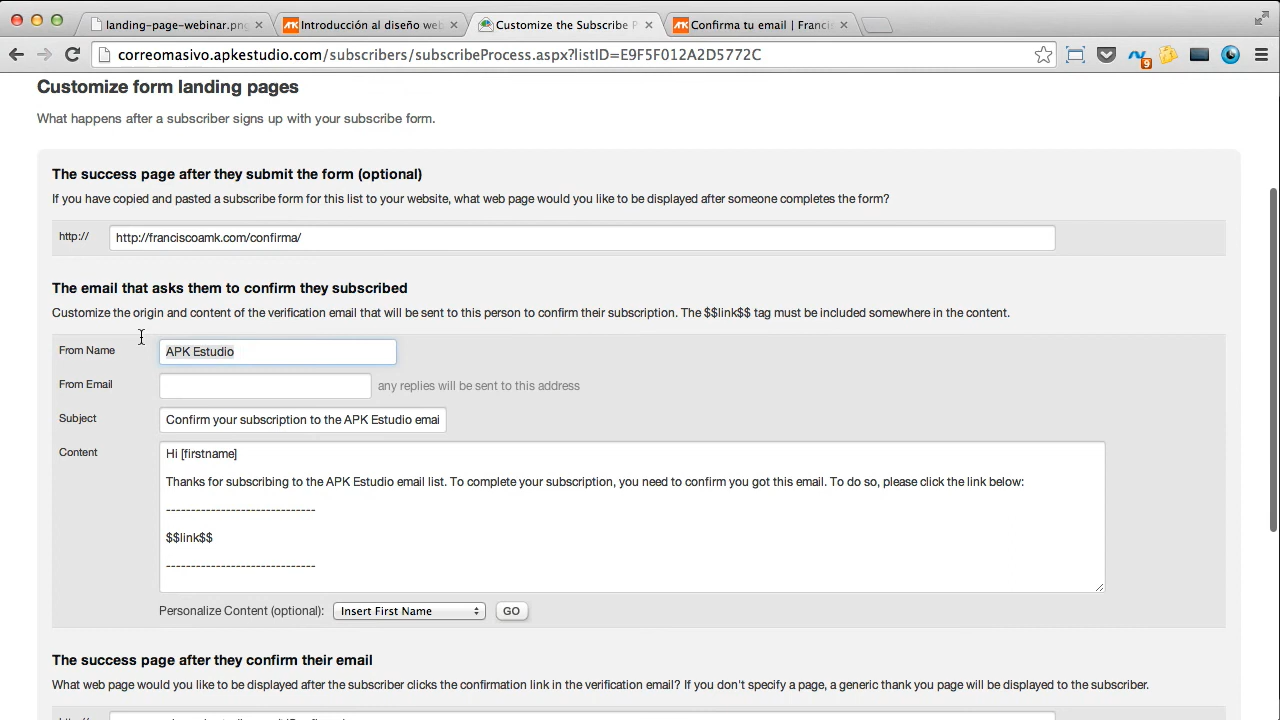 landing-page-webinar.pn
Introducción al diseño web
Customize the Subscribe P
Confirma tu email | Francis
correomasivo.apkestudio.com/subscribers/subscribeProcess.aspx?listID=E9F5F012A2D5772C
9
Customize form landing pages
What happens after a subscriber signs up with your subscribe form.
The success page after they submit the form (optional)
If you have copied and pasted a subscribe form for this list to your website, what web page would you like to be displayed after someone completes the form?
http:// http://franciscoamk.com/confirma/
The email that asks them to confirm they subscribed
Customize the origin and content of the verification email that will be sent to this person to confirm their subscription. The $$link$$ tag must be included somewhere in the content.
From Name APK Estudio
From Email any replies will be sent to this address
Subject Confirm your subscription to the APK Estudio emai
Content Hi [firstname]
Thanks for subscribing to the APK Estudio email list. To complete your subscription, you need to confirm you got this email. To do so, please click the link below:
------------------------------
$$link$$
------------------------------
Personalize Content (optional): Insert First Name GO
The success page after they confirm their email
What web page would you like to be displayed after the subscriber clicks the confirmation link in the verification email? If you don't specify a page, a generic thank you page will be displayed to the subscriber.